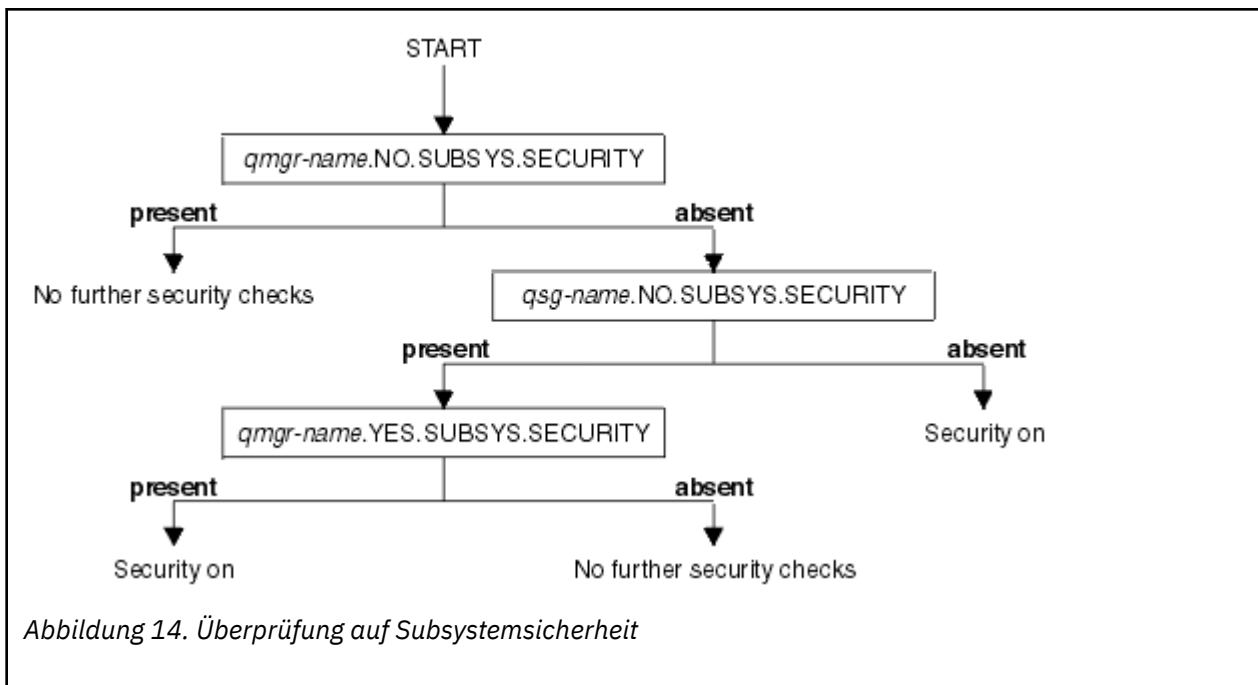 START
qmgr-name.NO.SUBSYS.SECURITY
present absent
No further security checks
qsg-name.NO.SUBSYS.SECURITY
present absent
qmgr-name.YES.SUBSYS.SECURITY
Security on
present absent
Security on No further security checks
Abbildung 14. Überprüfung auf Subsystemsicherheit